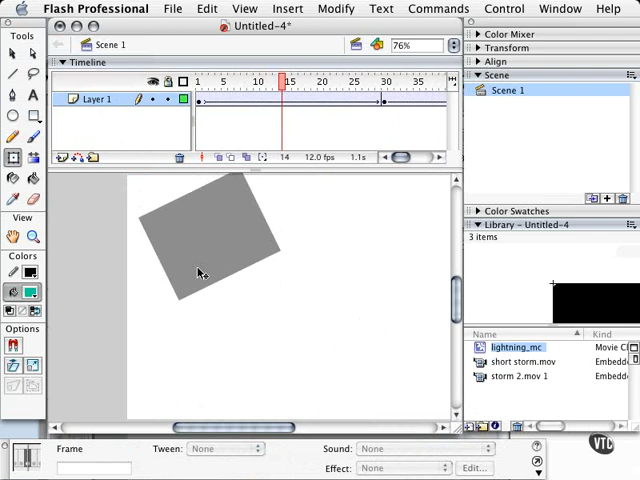 Flash Professional File Edit View Insert Modify Text Commands Control Window Help
Tools
View
Colors
Options
A
Untitled-4*
Scene 1
76%
Timeline
1 5 10 15 20 25 30 35
Layer 1
14 12.0 fps 1.1s
Color Mixer
Transform
Align
Scene
Scene 1
Color Swatches
Library - Untitled-4
3 items
Name Kind
lightning_mc Movie Cl
short storm.mov Embedde
storm 2.mov 1 Embedde
Frame Tween: None Sound: None
Effect: None Edit...
VTC